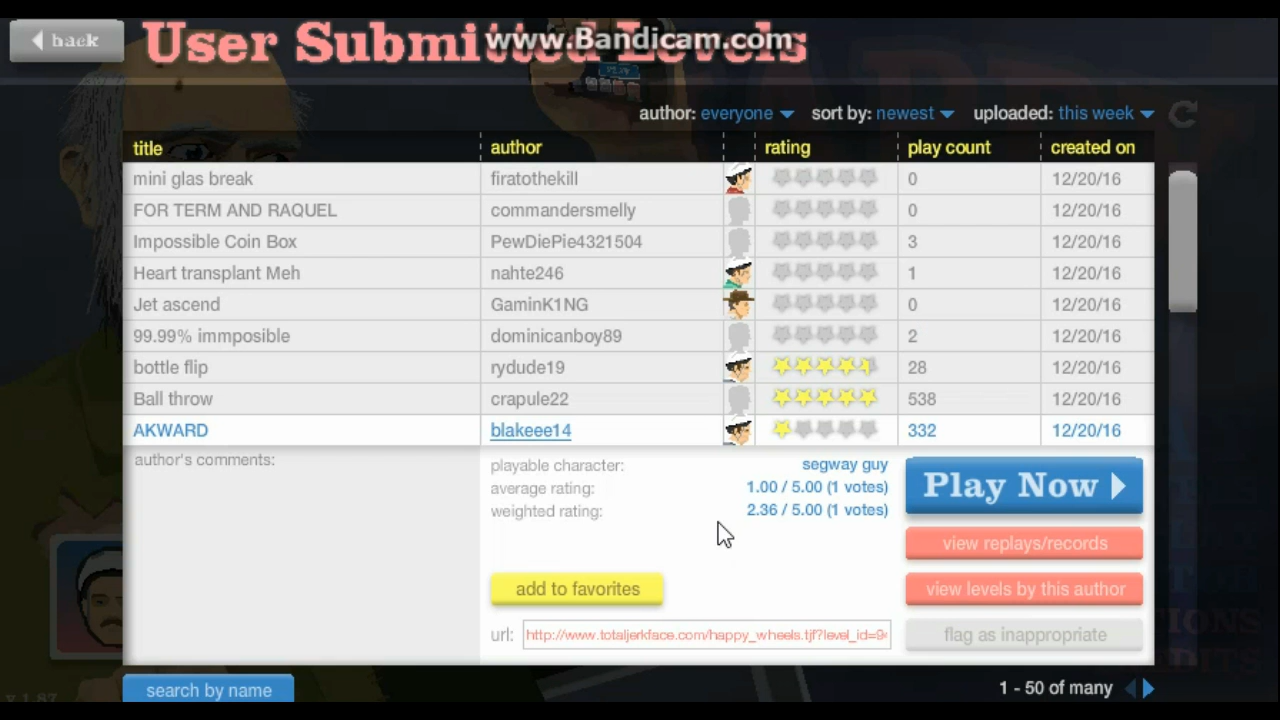 back
User Submitted Levels
www.Bandicam.com
author: everyone sort by: newest uploaded: this week
title author rating play count created on
mini glas break firatothekill 0 12/20/16
FOR TERM AND RAQUEL commandersmelly 0 12/20/16
Impossible Coin Box PewDiePie4321504 3 12/20/16
Heart transplant Meh nahte246 1 12/20/16
Jet ascend GaminK1NG 0 12/20/16
99.99% immposible dominicanboy89 2 12/20/16
bottle flip rydude19 28 12/20/16
Ball throw crapule22 538 12/20/16
AKWARD blakeee14 332 12/20/16
author's comments:
playable character: segway guy
average rating: 1.00 / 5.00 (1 votes)
weighted rating: 2.36 / 5.00 (1 votes)
Play Now
view replays/records
add to favorites
view levels by this author
url: http://www.totaljerkface.com/happy_wheels.tjf?level_id=9
flag as inappropriate
search by name
1 - 50 of many
v 1.87